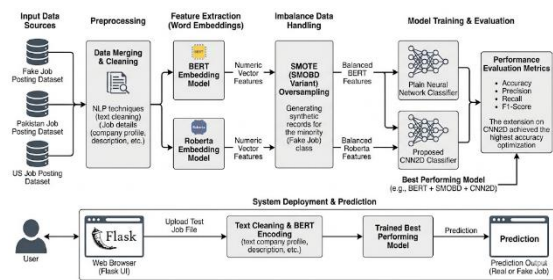 Input Data
Sources
Fake Job
Posting Dataset
Pakistan Job
Posting Dataset
US Job
Posting Dataset
Preprocessing
Data Merging
& Cleaning
NLP techniques
(text cleaning)
(Job details
(company profile,
description, etc.)
Feature Extraction
(Word Embeddings)
BERT
BERT
Embedding
Model
Roberta
Roberta
Embedding
Model
Numeric
Vector
Features
Numeric
Vector
Features
Imbalance Data
Handling
SMOTE
(SMOBD
Variant)
Oversampling
Generating
synthetic
records for the
minority
(Fake Job)
class
Balanced
BERT
Features
Balanced
Roberta
Features
Model Training & Evaluation
Plain Neural
Network Classifier
Proposed
CNN2D Classifier
Best Performing Model
(e.g., BERT + SMOBD + CNN2D)
Performance
Evaluation Metrics
• Accuracy
• Precision
• Recall
• F1-Score
The extension on
CNN2D achieved the
highest accuracy
optimization
System Deployment & Prediction
User
Flask
Web Browser
(Flask UI)
Upload Test
Job File
Text Cleaning & BERT
Encoding
(text company profile,
description, etc.)
Trained Best
Performing
Model
Prediction
Prediction
Prediction Output
(Real or Fake Job)